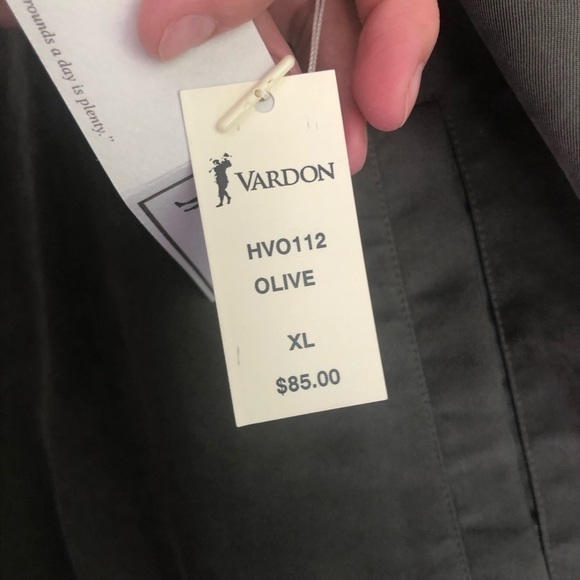 rounds a day is plenty."
VARDON
HVO112
OLIVE
XL
$85.00